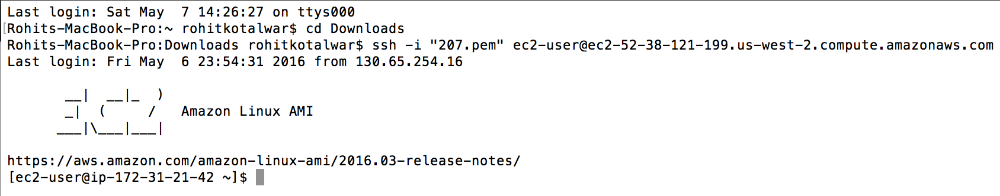 Last login: Sat May  7 14:26:27 on ttys000
[Rohits-MacBook-Pro:~ rohitkotalwar$ cd Downloads
Rohits-MacBook-Pro:Downloads rohitkotalwar$ ssh -i "207.pem" ec2-user@ec2-52-38-121-199.us-west-2.compute.amazonaws.com
Last login: Fri May  6 23:54:31 2016 from 130.65.254.16

       __|  __|_  )
       _|  (     /   Amazon Linux AMI
      ___|\___|___|

https://aws.amazon.com/amazon-linux-ami/2016.03-release-notes/
[ec2-user@ip-172-31-21-42 ~]$